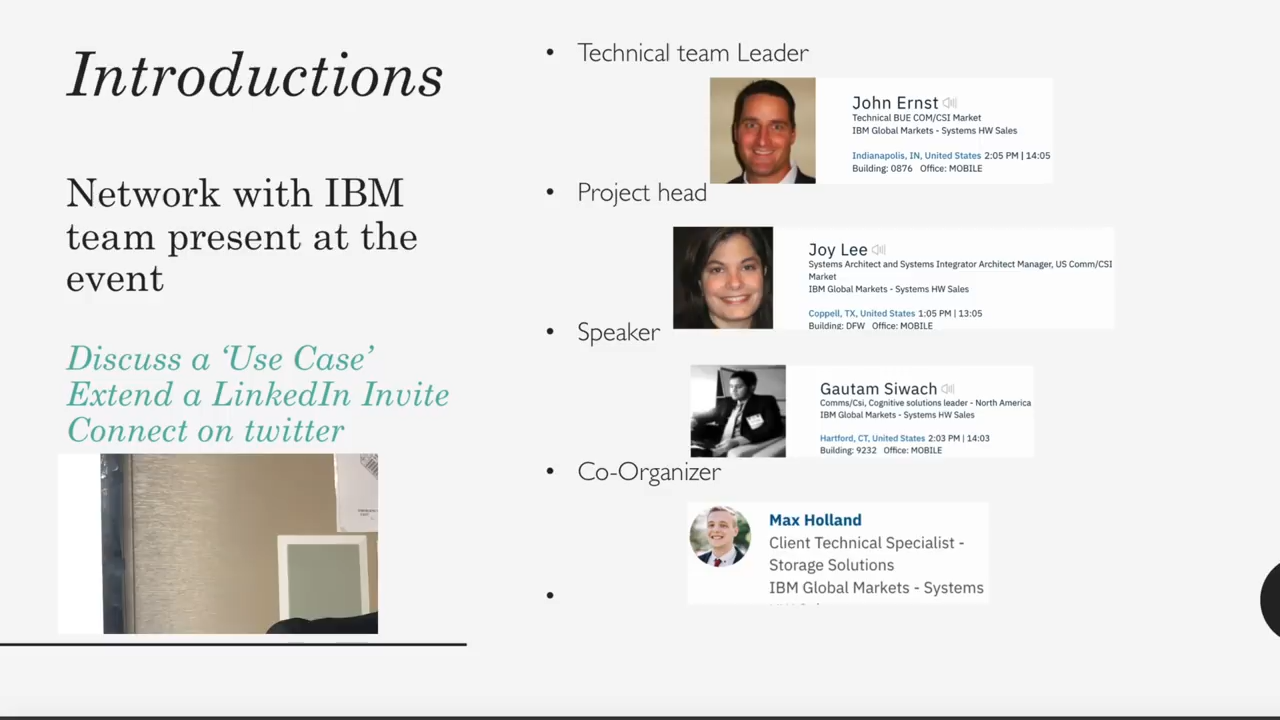 Introductions
Network with IBM
team present at the
event
Discuss a ‘Use Case’
Extend a LinkedIn Invite
Connect on twitter
• Technical team Leader
John Ernst
Technical BUE COM/CSI Market
IBM Global Markets - Systems HW Sales
Indianapolis, IN, United States 2:05 PM | 14:05
Building: 0876 Office: MOBILE
• Project head
Joy Lee
Systems Architect and Systems Integrator Architect Manager, US Comm/CSI
Market
IBM Global Markets - Systems HW Sales
Coppell, TX, United States 1:05 PM | 13:05
Building: DFW Office: MOBILE
• Speaker
Gautam Siwach
Comms/Csi, Cognitive solutions leader - North America
IBM Global Markets - Systems HW Sales
Hartford, CT, United States 2:03 PM | 14:03
Building: 9232 Office: MOBILE
• Co-Organizer
Max Holland
Client Technical Specialist -
Storage Solutions
IBM Global Markets - Systems
•